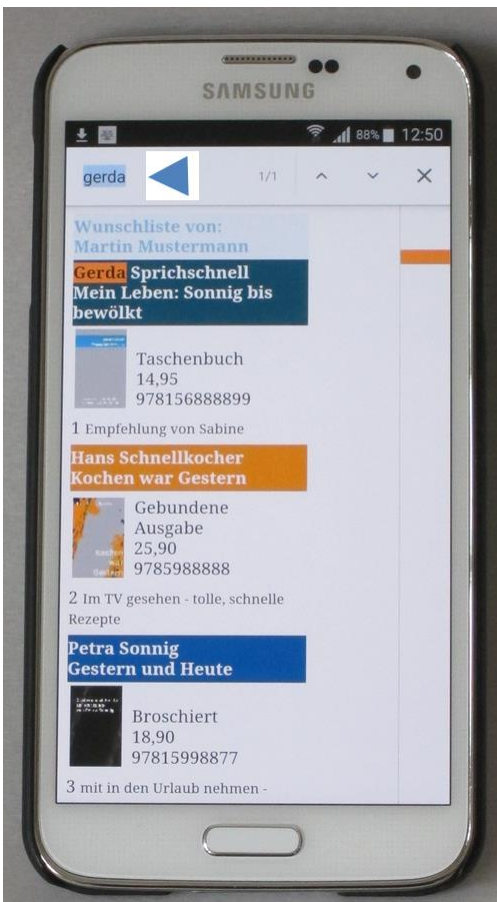 SAMSUNG
88% 12:50
gerda 1/1
Wunschliste von:
Martin Mustermann
Gerda Sprichschnell
Mein Leben: Sonnig bis
bewölkt
Taschenbuch
14,95
978156888899
1 Empfehlung von Sabine
Hans Schnellkocher
Kochen war Gestern
Gebundene
Ausgabe
25,90
9785988888
Kochen
war
Gestern
2 Im TV gesehen - tolle, schnelle
Rezepte
Petra Sonnig
Gestern und Heute
Broschiert
18,90
97815998877
3 mit in den Urlaub nehmen -